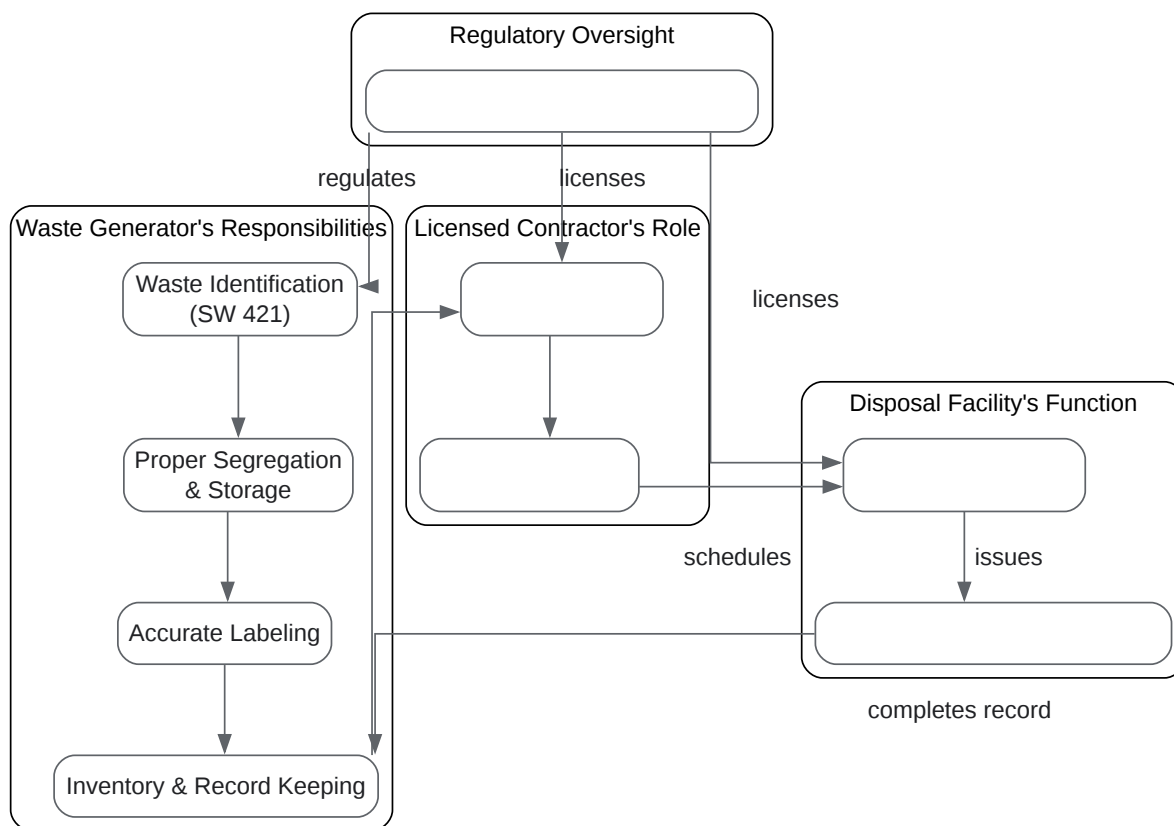 Regulatory Oversight
regulates
licenses
Waste Generator's Responsibilities
Licensed Contractor's Role
Waste Identification
(SW 421)
licenses
Disposal Facility's Function
Proper Segregation
& Storage
schedules
issues
Accurate Labeling
completes record
Inventory & Record Keeping